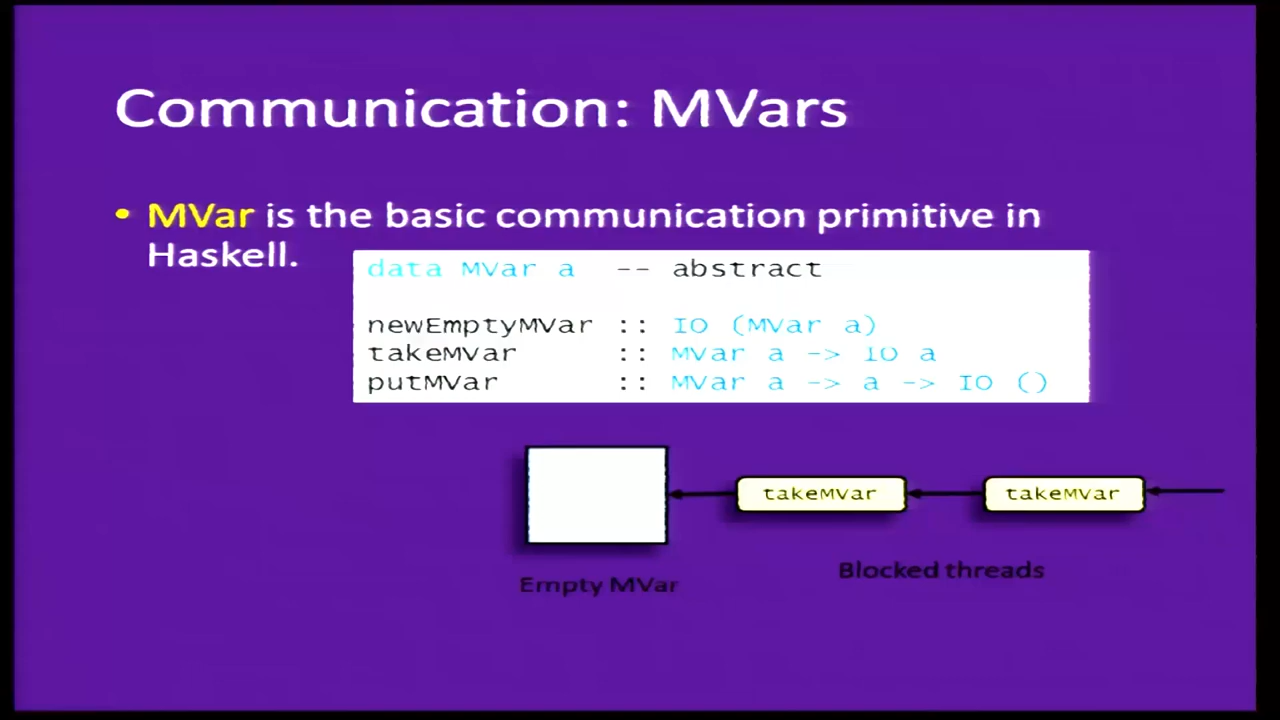 Communication: MVars
• MVar is the basic communication primitive in
Haskell.
data MVar a -- abstract
newEmptyMVar :: IO (MVar a)
takeMVar :: MVar a -> IO a
putMVar :: MVar a -> a -> IO ()
takeMVar takeMVar
Empty MVar Blocked threads